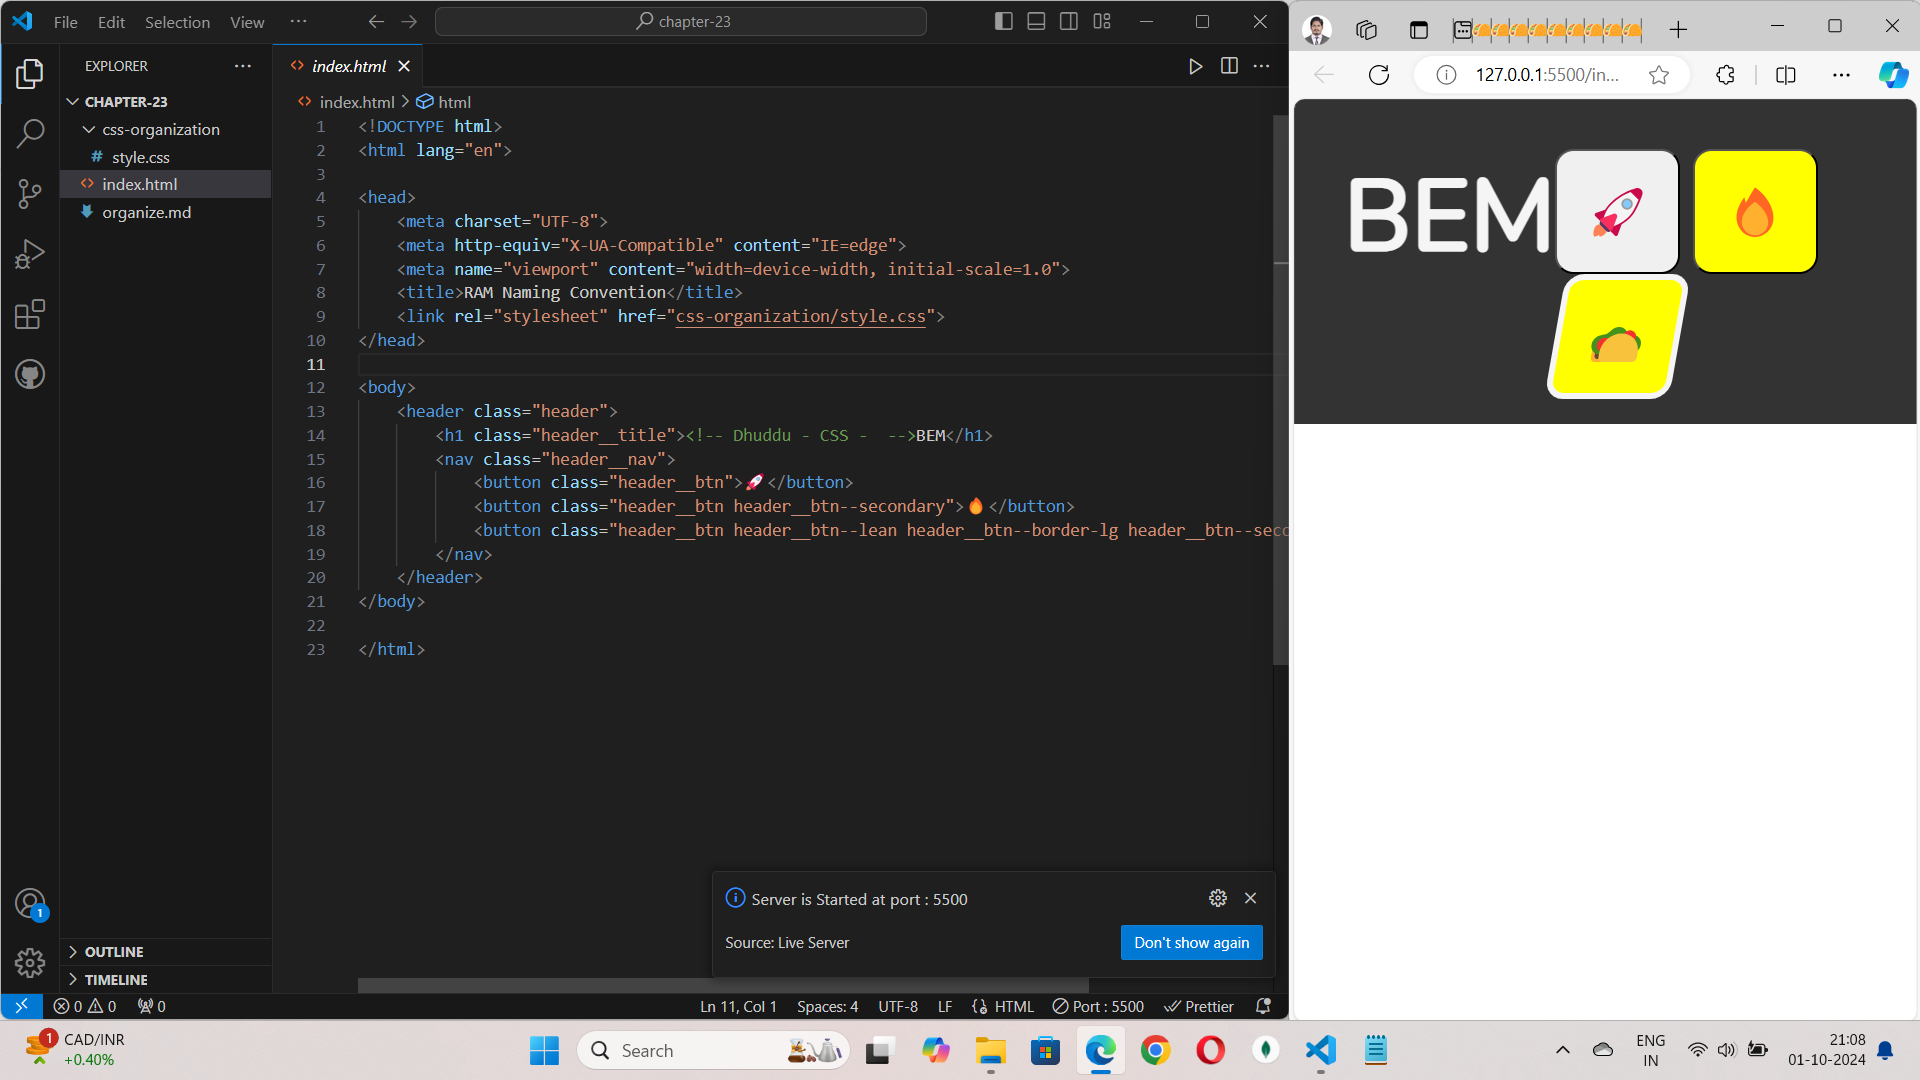 File Edit Selection View ···
chapter-23
EXPLORER ···
CHAPTER-23
css-organization
# style.css
<> index.html
organize.md
OUTLINE
TIMELINE
<> index.html ×
<> index.html > html
1 <!DOCTYPE html>
2 <html lang="en">
3
4 <head>
5 <meta charset="UTF-8">
6 <meta http-equiv="X-UA-Compatible" content="IE=edge">
7 <meta name="viewport" content="width=device-width, initial-scale=1.0">
8 <title>RAM Naming Convention</title>
9 <link rel="stylesheet" href="css-organization/style.css">
10 </head>
11
12 <body>
13 <header class="header">
14 <h1 class="header__title"><!-- Dhuddu - CSS -  -->BEM</h1>
15 <nav class="header__nav">
16 <button class="header__btn">🚀</button>
17 <button class="header__btn header__btn--secondary">🔥</button>
18 <button class="header__btn header__btn--lean header__btn--border-lg header__btn--seco
19 </nav>
20 </header>
21 </body>
22
23 </html>
Server is Started at port : 5500
Source: Live Server
Don't show again
1
0 0 0
Ln 11, Col 1 Spaces: 4 UTF-8 LF HTML Port : 5500 Prettier
127.0.0.1:5500/in...
BEM 🚀 🔥
🌮
1
CAD/INR
+0.40%
Search
ENG
IN
21:08
01-10-2024